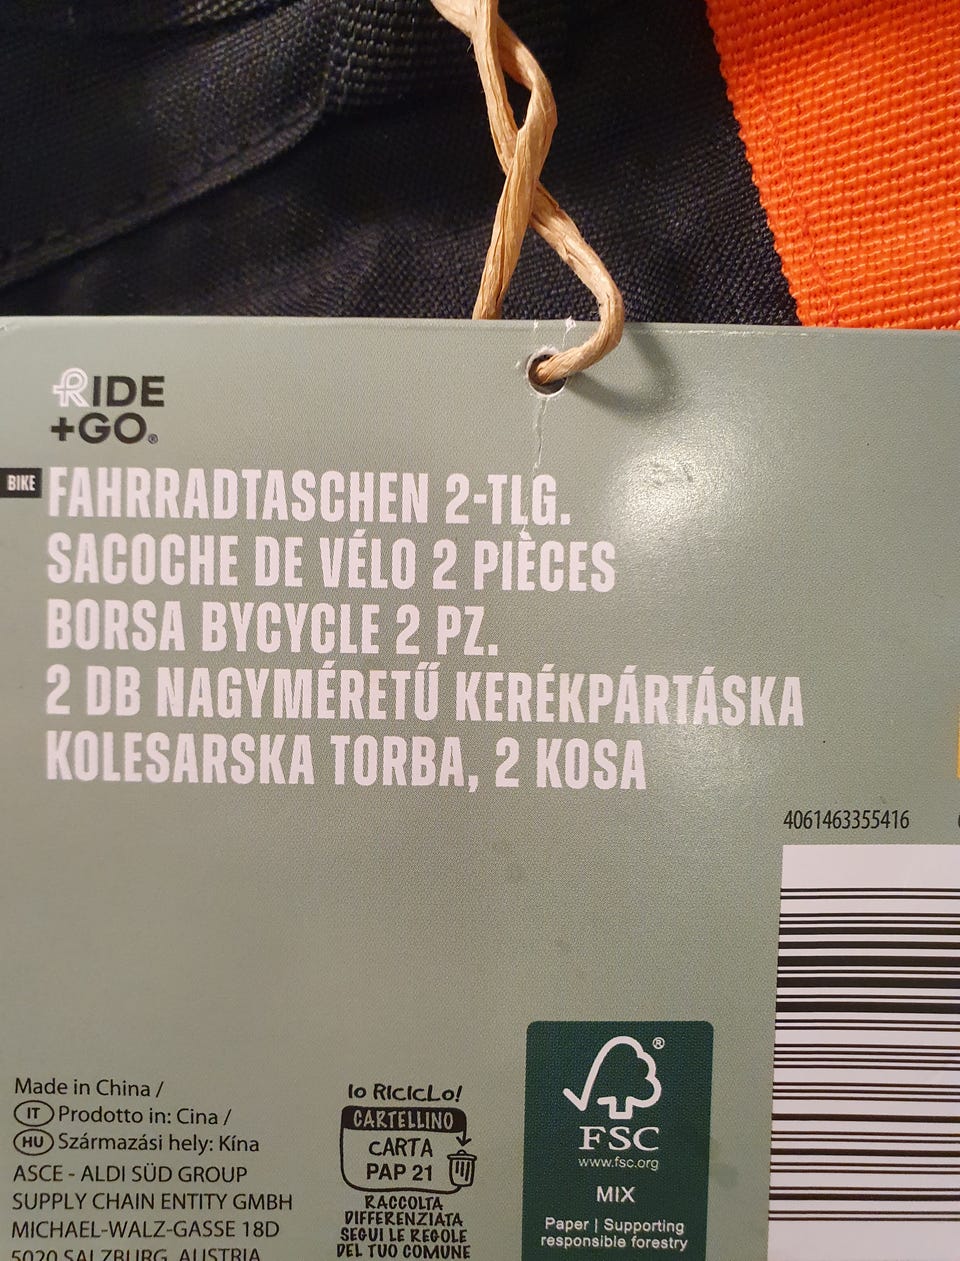 RIDE
+GO®
BIKE
FAHRRADTASCHEN 2-TLG.
SACOCHE DE VÉLO 2 PIÈCES
BORSA BYCYCLE 2 PZ.
2 DB NAGYMÉRETŰ KERÉKPÁRTÁSKA
KOLESARSKA TORBA, 2 KOSA
4061463355416
Made in China /
IT Prodotto in: Cina /
HU Származási hely: Kína
ASCE - ALDI SÜD GROUP
SUPPLY CHAIN ENTITY GMBH
MICHAEL-WALZ-GASSE 18D
5020 SALZBURG, AUSTRIA
Io RICICLo!
CARTELLINO
CARTA
PAP 21
RACCOLTA
DIFFERENZIATA
SEGUI LE REGOLE
DEL TUO COMUNE
®
FSC
www.fsc.org
MIX
Paper | Supporting
responsible forestry